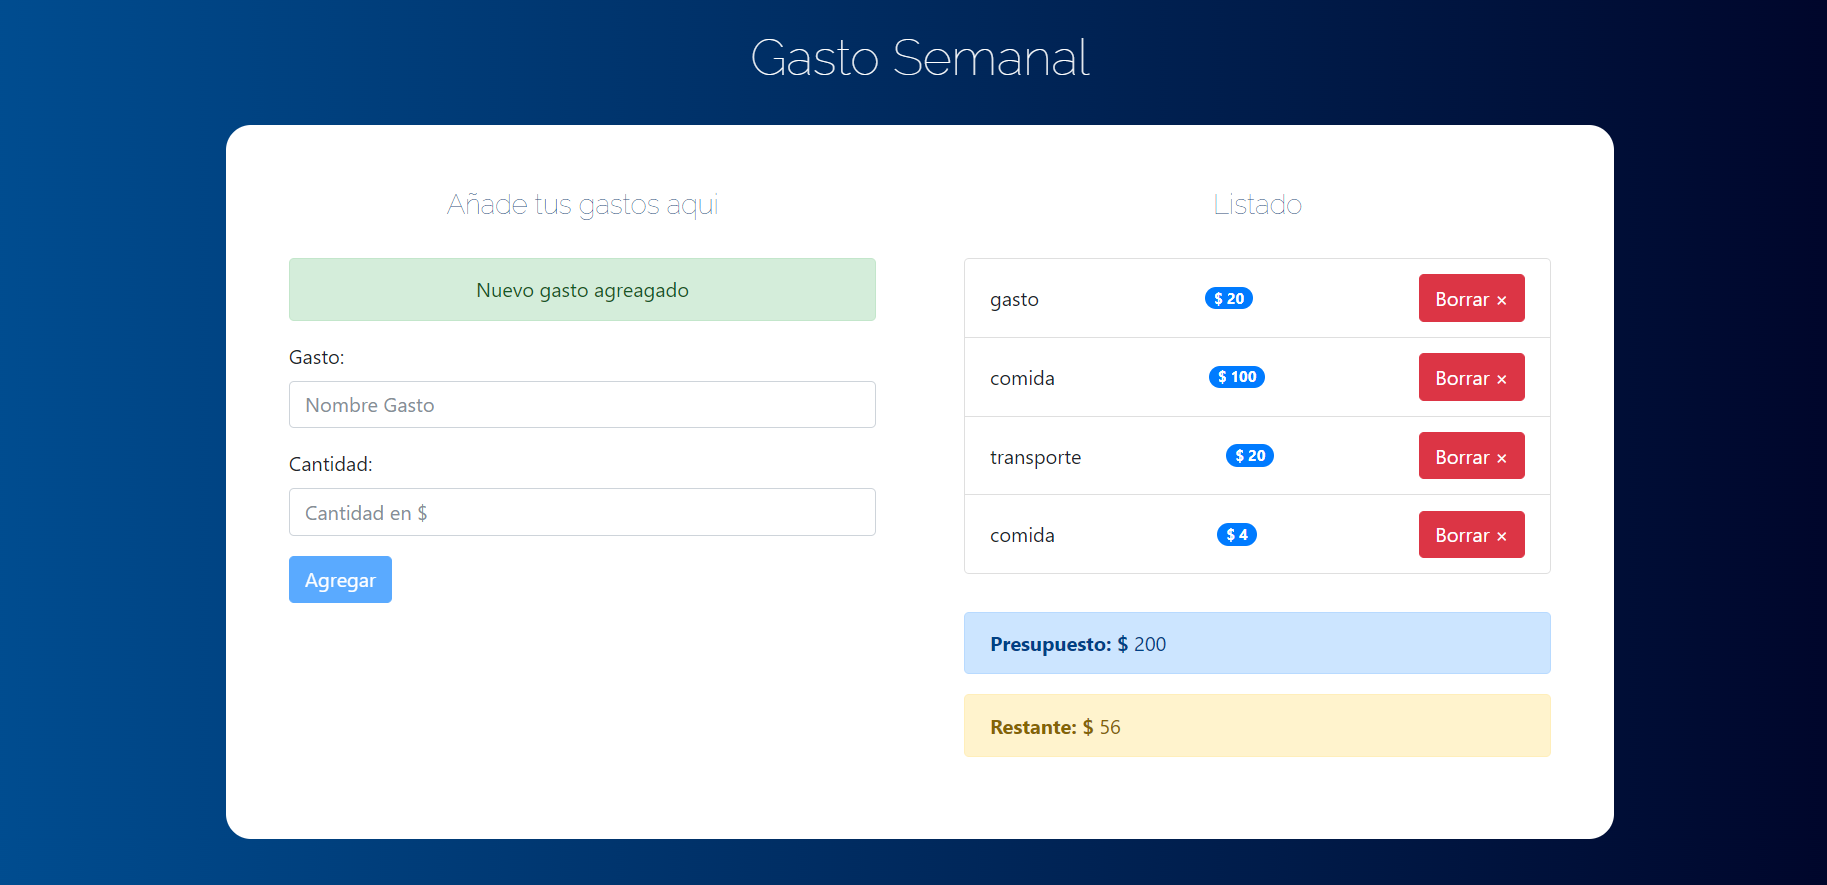 Gasto Semanal
Añade tus gastos aqui
Nuevo gasto agreagado
Gasto:
Nombre Gasto
Cantidad:
Cantidad en $
Agregar
Listado
gasto $ 20 Borrar ×
comida $ 100 Borrar ×
transporte $ 20 Borrar ×
comida $ 4 Borrar ×
Presupuesto: $ 200
Restante: $ 56